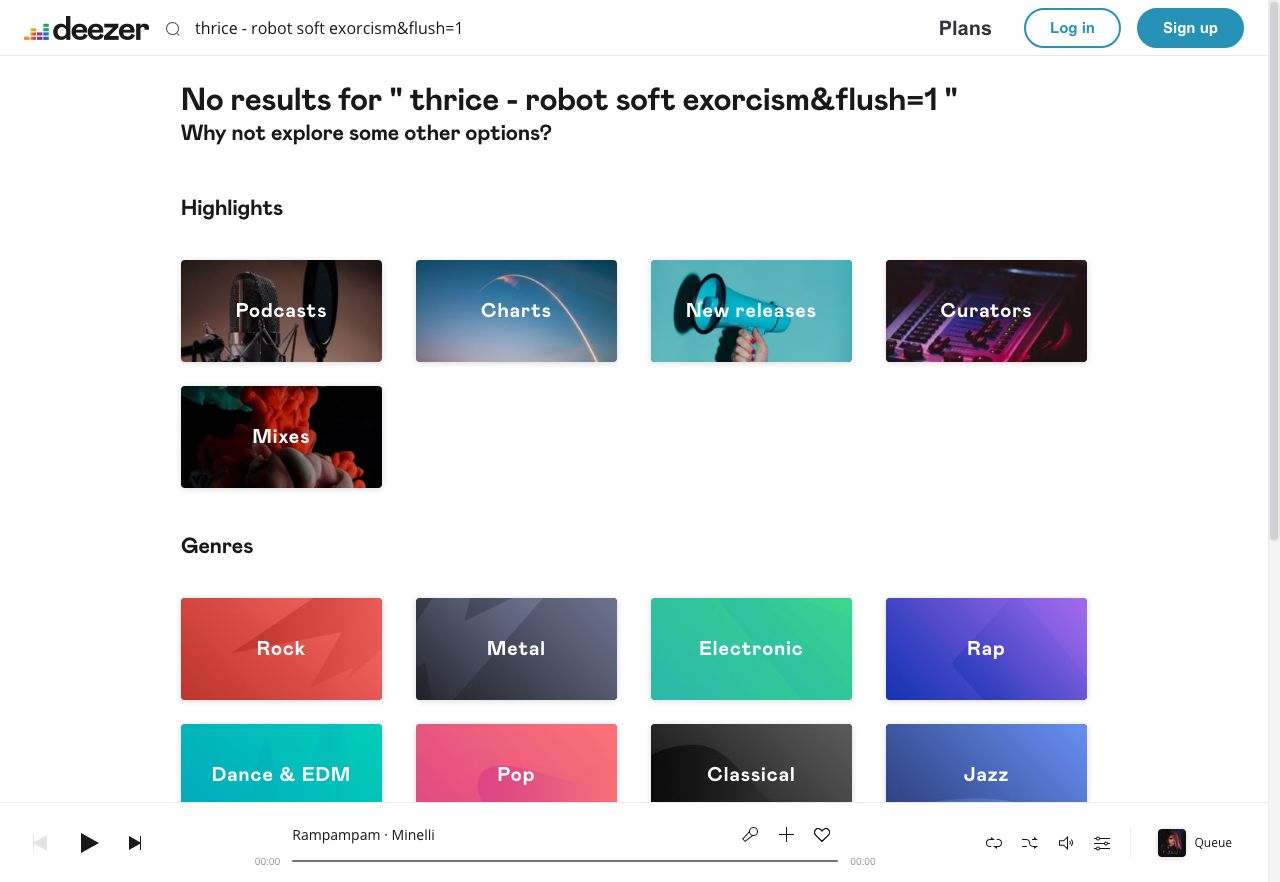 deezer
thrice - robot soft exorcism&flush=1
Plans
Log in
Sign up
No results for " thrice - robot soft exorcism&flush=1 "
Why not explore some other options?
Highlights
Podcasts
Charts
New releases
Curators
Mixes
Genres
Rock
Metal
Electronic
Rap
Dance & EDM
Pop
Classical
Jazz
Rampampam · Minelli
00:00
00:00
Queue